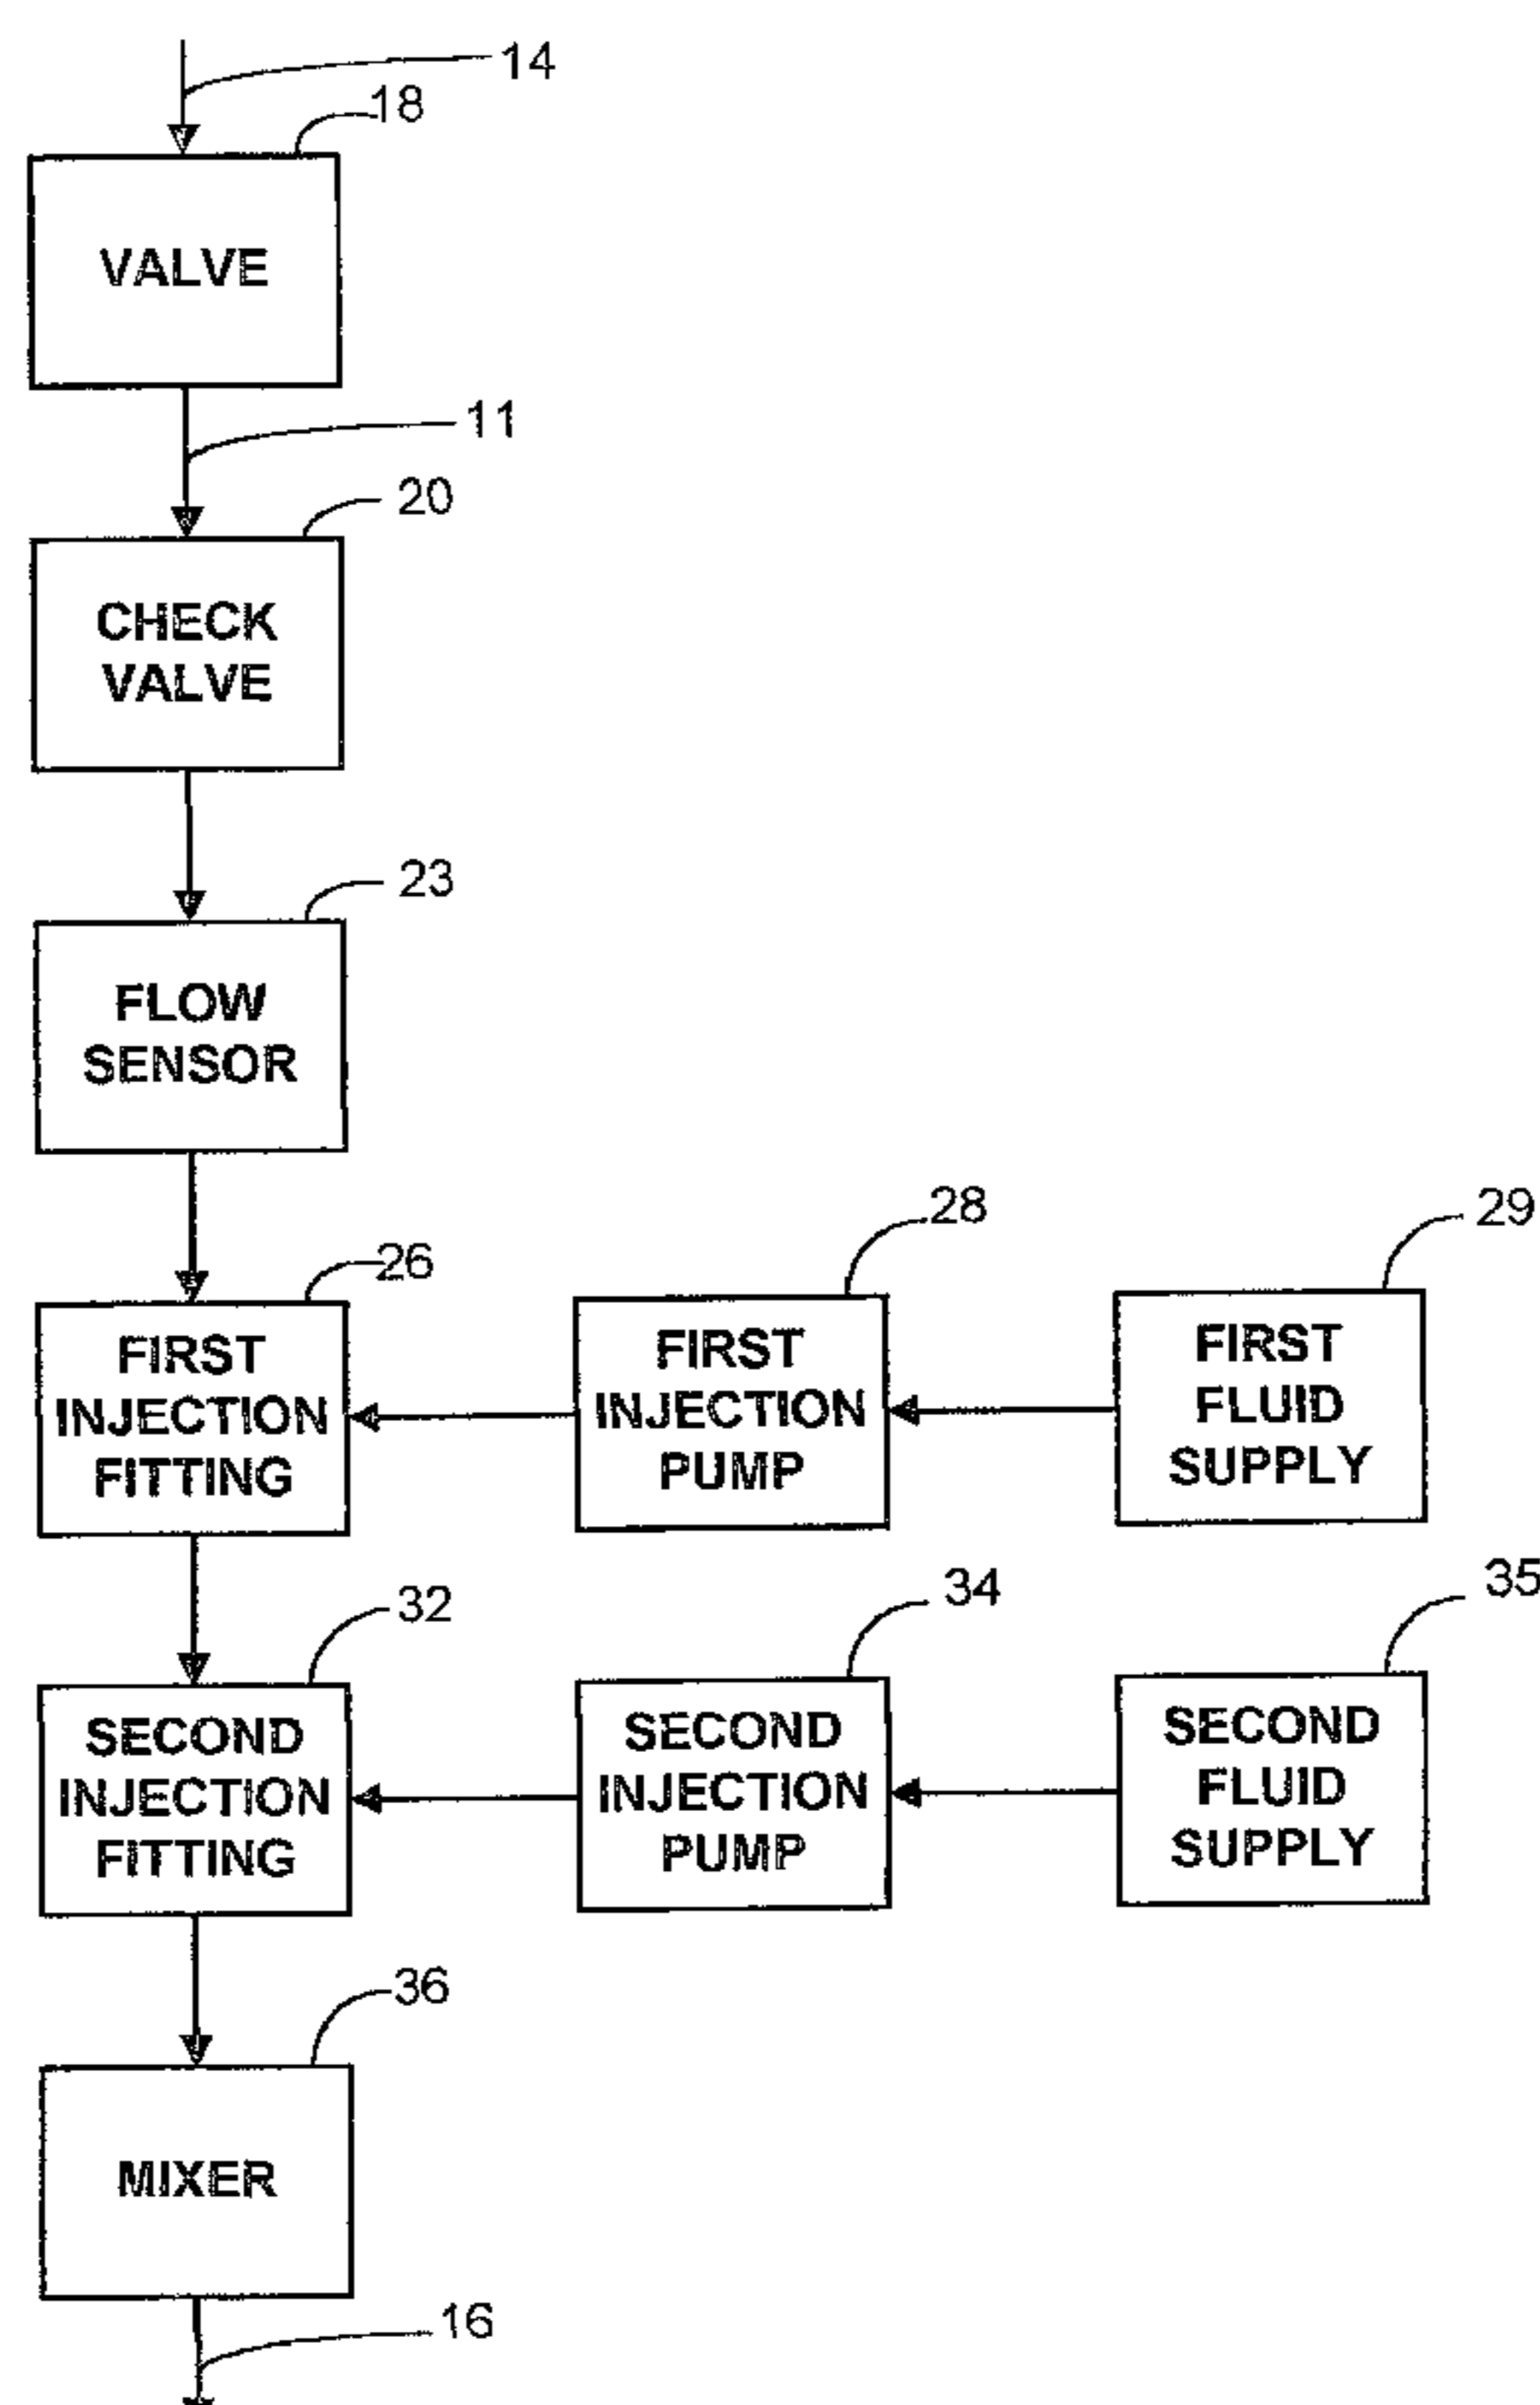 14
18
VALVE
11
20
CHECK
VALVE
23
FLOW
SENSOR
26
FIRST
INJECTION
FITTING
28
FIRST
INJECTION
PUMP
29
FIRST
FLUID
SUPPLY
32
SECOND
INJECTION
FITTING
34
SECOND
INJECTION
PUMP
35
SECOND
FLUID
SUPPLY
36
MIXER
16